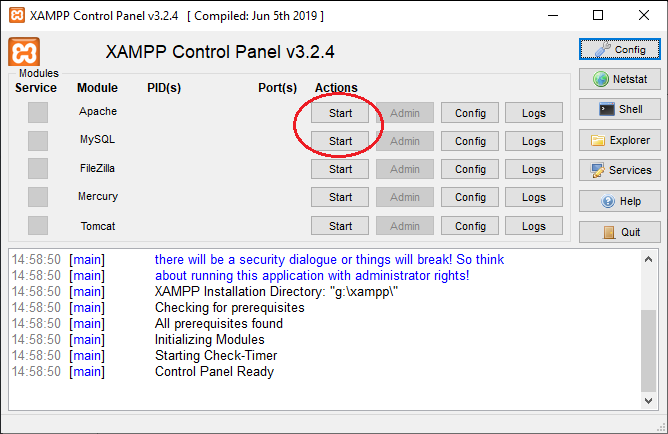 XAMPP Control Panel v3.2.4 [ Compiled: Jun 5th 2019 ]
XAMPP Control Panel v3.2.4
Config
Modules
Service Module PID(s) Port(s) Actions
Netstat
Apache Start Admin Config Logs
Shell
MySQL Start Admin Config Logs
Explorer
FileZilla Start Admin Config Logs
Services
Mercury Start Admin Config Logs
Help
Tomcat Start Admin Config Logs
Quit
14:58:50 [main] there will be a security dialogue or things will break! So think
14:58:50 [main] about running this application with administrator rights!
14:58:50 [main] XAMPP Installation Directory: "g:\xampp\"
14:58:50 [main] Checking for prerequisites
14:58:50 [main] All prerequisites found
14:58:50 [main] Initializing Modules
14:58:50 [main] Starting Check-Timer
14:58:50 [main] Control Panel Ready